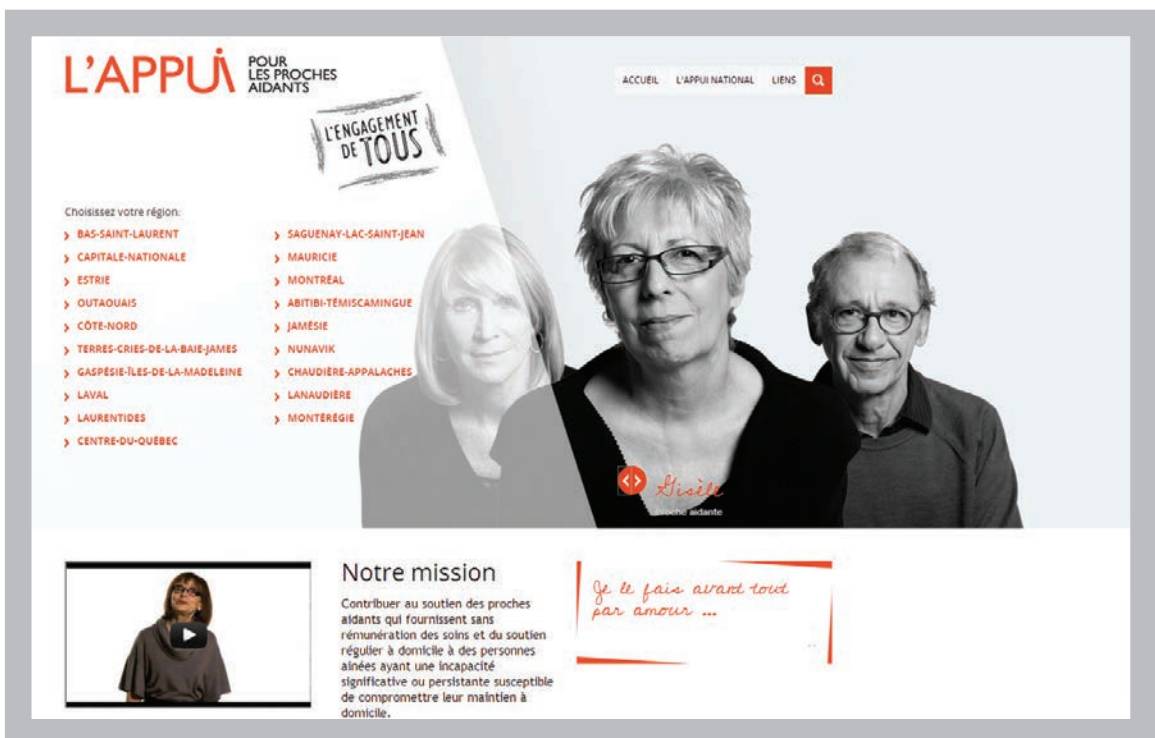 L'APPUI
POUR
LES PROCHES
AIDANTS
L'ENGAGEMENT
DE TOUS
ACCUEIL L'APPUI NATIONAL LIENS
Choisissez votre région:
BAS-SAINT-LAURENT
CAPITALE-NATIONALE
ESTRIE
OUTAOUAIS
CÔTE-NORD
TERRES-CRIES-DE-LA-BAIE-JAMES
GASPÉSIE-ÎLES-DE-LA-MADELEINE
LAVAL
LAURENTIDES
CENTRE-DU-QUÉBEC
SAGUENAY-LAC-SAINT-JEAN
MAURICIE
MONTRÉAL
ABITIBI-TÉMISCAMINGUE
JAMÉSIE
NUNAVIK
CHAUDIÈRE-APPALACHES
LANAUDIÈRE
MONTÉRÉGIE
Gisèle
Proche aidante
Notre mission
Contribuer au soutien des proches
aidants qui fournissent sans
rémunération des soins et du soutien
régulier à domicile à des personnes
ainées ayant une incapacité
significative ou persistante susceptible
de compromettre leur maintien à
domicile.
Je le fais avant tout
par amour ...